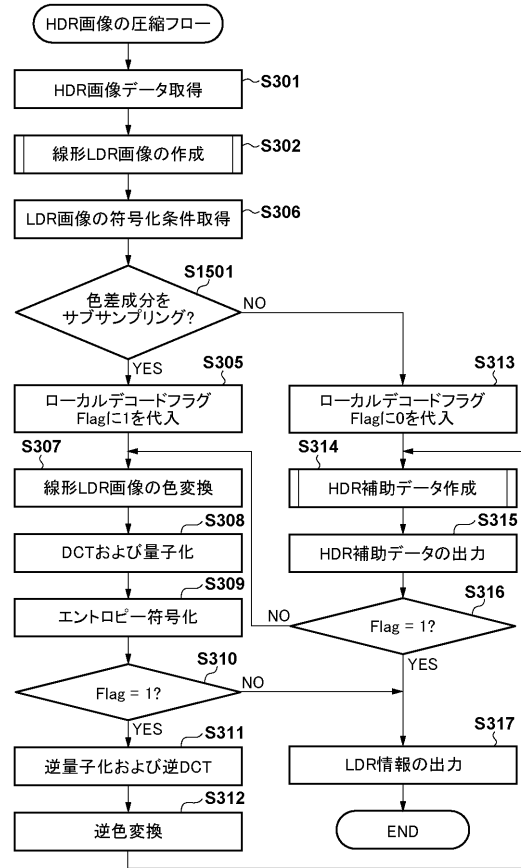 HDR画像の圧縮フロー
HDR画像データ取得
S301
線形LDR画像の作成
S302
LDR画像の符号化条件取得
S306
S1501
色差成分を
サブサンプリング?
NO
YES
S305
ローカルデコードフラグ
Flagに1を代入
S313
ローカルデコードフラグ
Flagに0を代入
S307
線形LDR画像の色変換
S314
HDR補助データ作成
S308
DCTおよび量子化
S315
HDR補助データの出力
S309
エントロピー符号化
S316
Flag = 1?
NO
YES
S310
Flag = 1?
NO
YES
S311
逆量子化および逆DCT
S317
LDR情報の出力
S312
逆色変換
END